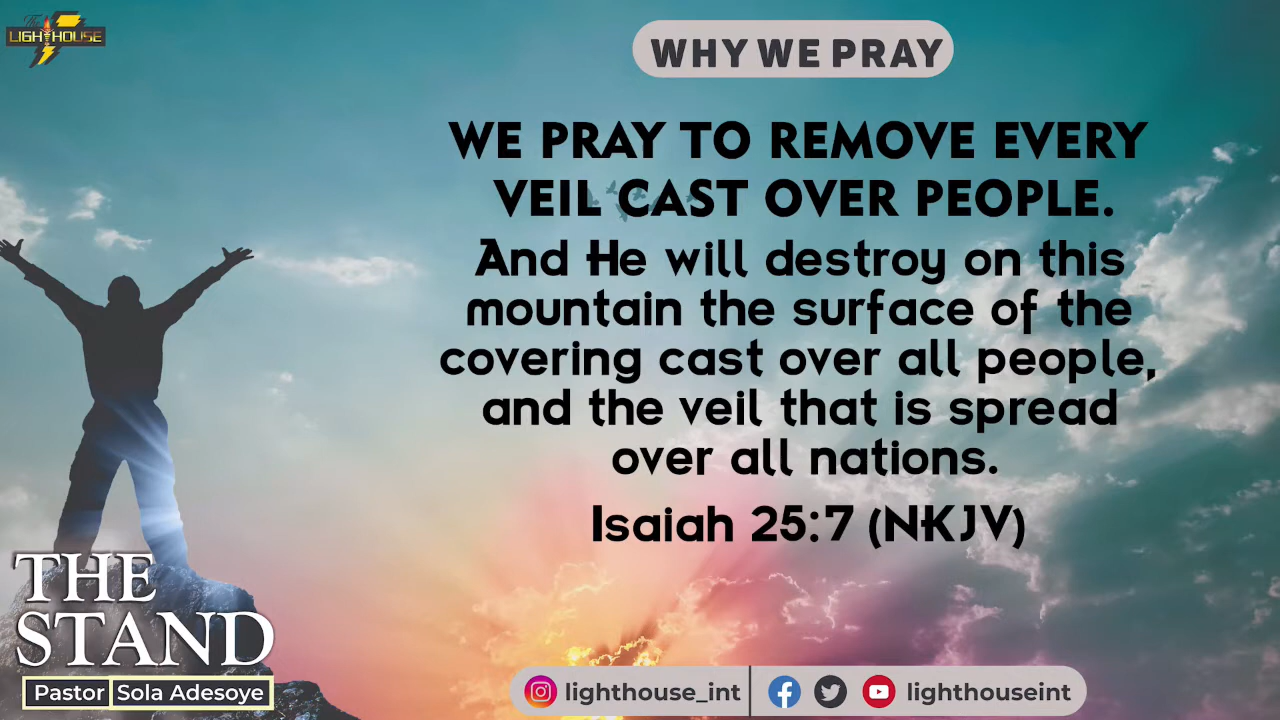 The
LIGHTHOUSE
WHY WE PRAY
WE PRAY TO REMOVE EVERY
VEIL CAST OVER PEOPLE.
And He will destroy on this
mountain the surface of the
covering cast over all people,
and the veil that is spread
over all nations.
Isaiah 25:7 (NKJV)
THE
STAND
Pastor Sola Adesoye
lighthouse_int lighthouseint